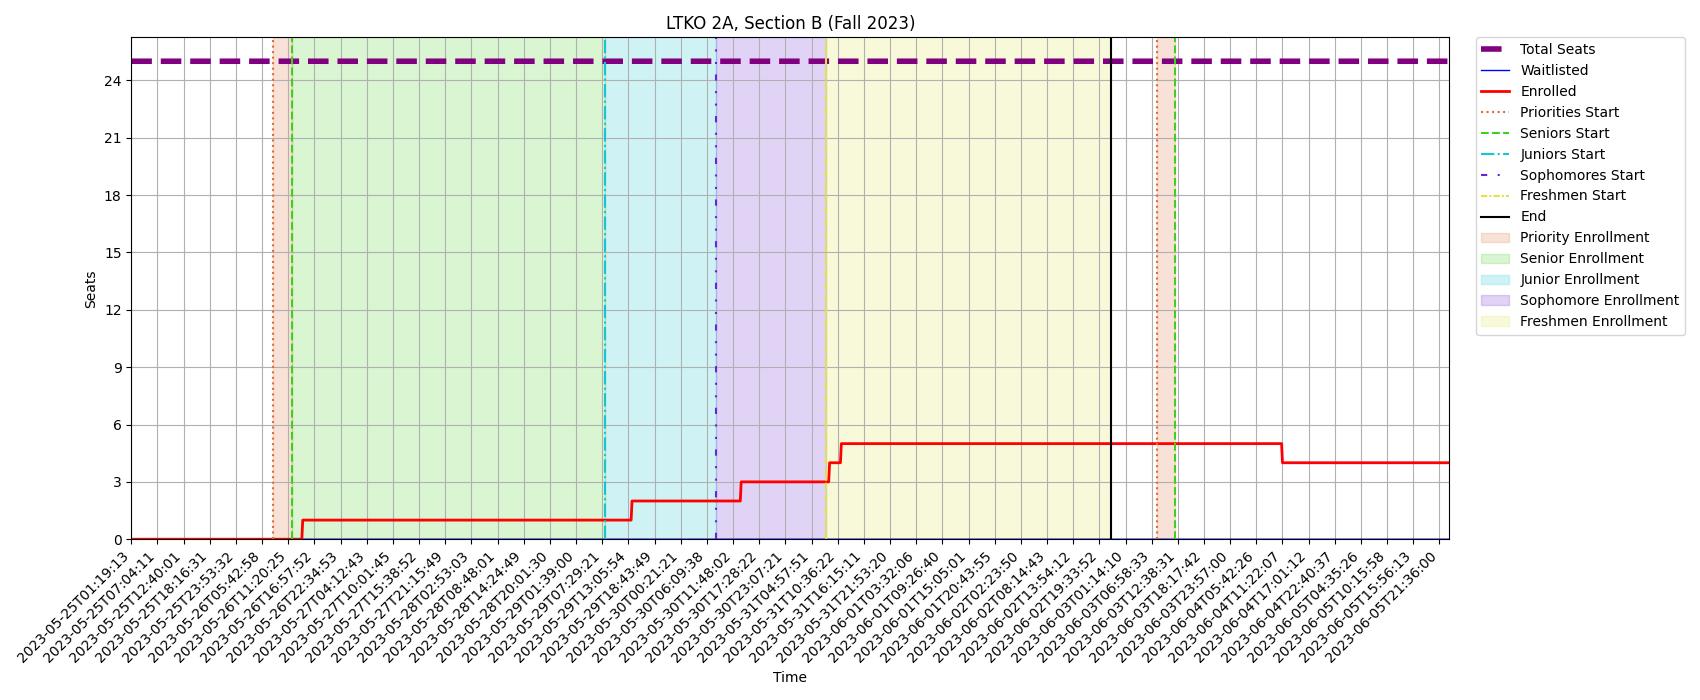 LTKO 2A, Section B (Fall 2023)
Seats
24
21
18
15
12
9
6
3
0
2023-05-25T01:19:13
2023-05-25T07:04:11
2023-05-25T12:40:01
2023-05-25T18:16:31
2023-05-25T23:53:32
2023-05-26T05:42:58
2023-05-26T11:20:25
2023-05-26T16:57:52
2023-05-26T22:34:53
2023-05-27T04:12:43
2023-05-27T10:01:45
2023-05-27T15:38:52
2023-05-27T21:15:49
2023-05-28T02:53:03
2023-05-28T08:48:01
2023-05-28T14:24:49
2023-05-28T20:01:30
2023-05-29T01:39:00
2023-05-29T07:29:21
2023-05-29T13:05:54
2023-05-29T18:43:49
2023-05-30T00:21:21
2023-05-30T06:09:38
2023-05-30T11:48:02
2023-05-30T17:28:22
2023-05-30T23:07:21
2023-05-31T04:57:51
2023-05-31T10:36:22
2023-05-31T16:15:11
2023-05-31T21:53:20
2023-06-01T03:32:06
2023-06-01T09:26:40
2023-06-01T15:05:01
2023-06-01T20:43:55
2023-06-02T02:23:50
2023-06-02T08:14:43
2023-06-02T13:54:12
2023-06-02T19:33:52
2023-06-03T01:14:10
2023-06-03T06:58:33
2023-06-03T12:38:31
2023-06-03T18:17:42
2023-06-03T23:57:00
2023-06-04T05:42:26
2023-06-04T11:22:07
2023-06-04T17:01:12
2023-06-04T22:40:37
2023-06-05T04:35:26
2023-06-05T10:15:58
2023-06-05T15:56:13
2023-06-05T21:36:00
Time
Total Seats
Waitlisted
Enrolled
Priorities Start
Seniors Start
Juniors Start
Sophomores Start
Freshmen Start
End
Priority Enrollment
Senior Enrollment
Junior Enrollment
Sophomore Enrollment
Freshmen Enrollment